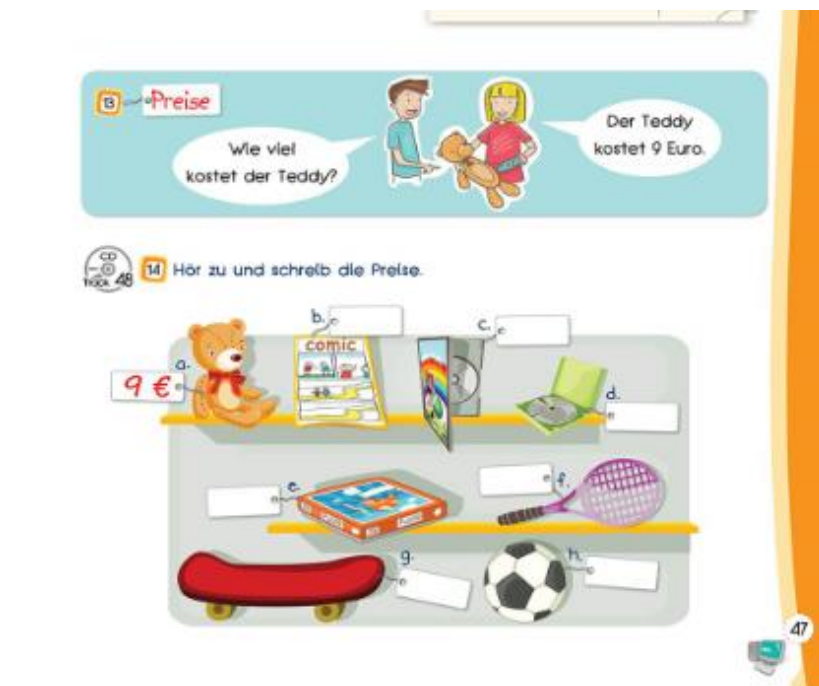 13 Preise
Wie viel
kostet der Teddy?
Der Teddy
kostet 9 Euro.
CD
Track 48
14 Hör zu und schreib die Preise.
a.
9 €
b.
comic
c.
d.
e.
Puzzle
f.
g.
h.
47